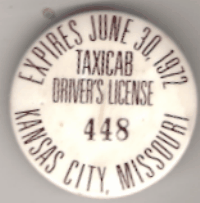 EXPIRES JUNE 30, 1972
TAXICAB
DRIVER'S LICENSE
448
KANSAS CITY, MISSOURI